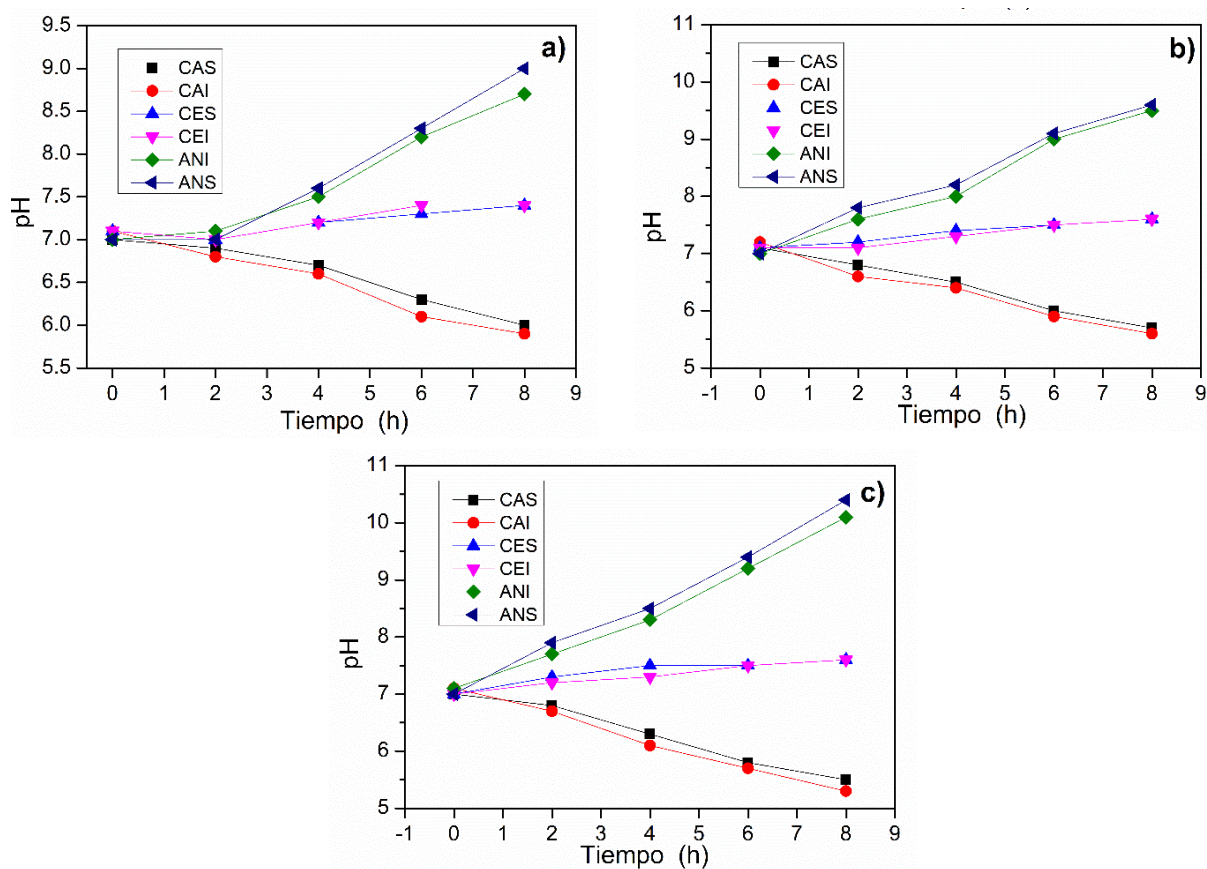 a)
CAS
CAI
CES
CEI
ANI
ANS
pH
9.5
9.0
8.5
8.0
7.5
7.0
6.5
6.0
5.5
0 1 2 3 4 5 6 7 8 9
Tiempo (h)
b)
CAS
CAI
CES
CEI
ANI
ANS
pH
11
10
9
8
7
6
5
-1 0 1 2 3 4 5 6 7 8 9
Tiempo (h)
c)
CAS
CAI
CES
CEI
ANI
ANS
pH
11
10
9
8
7
6
5
-1 0 1 2 3 4 5 6 7 8 9
Tiempo (h)